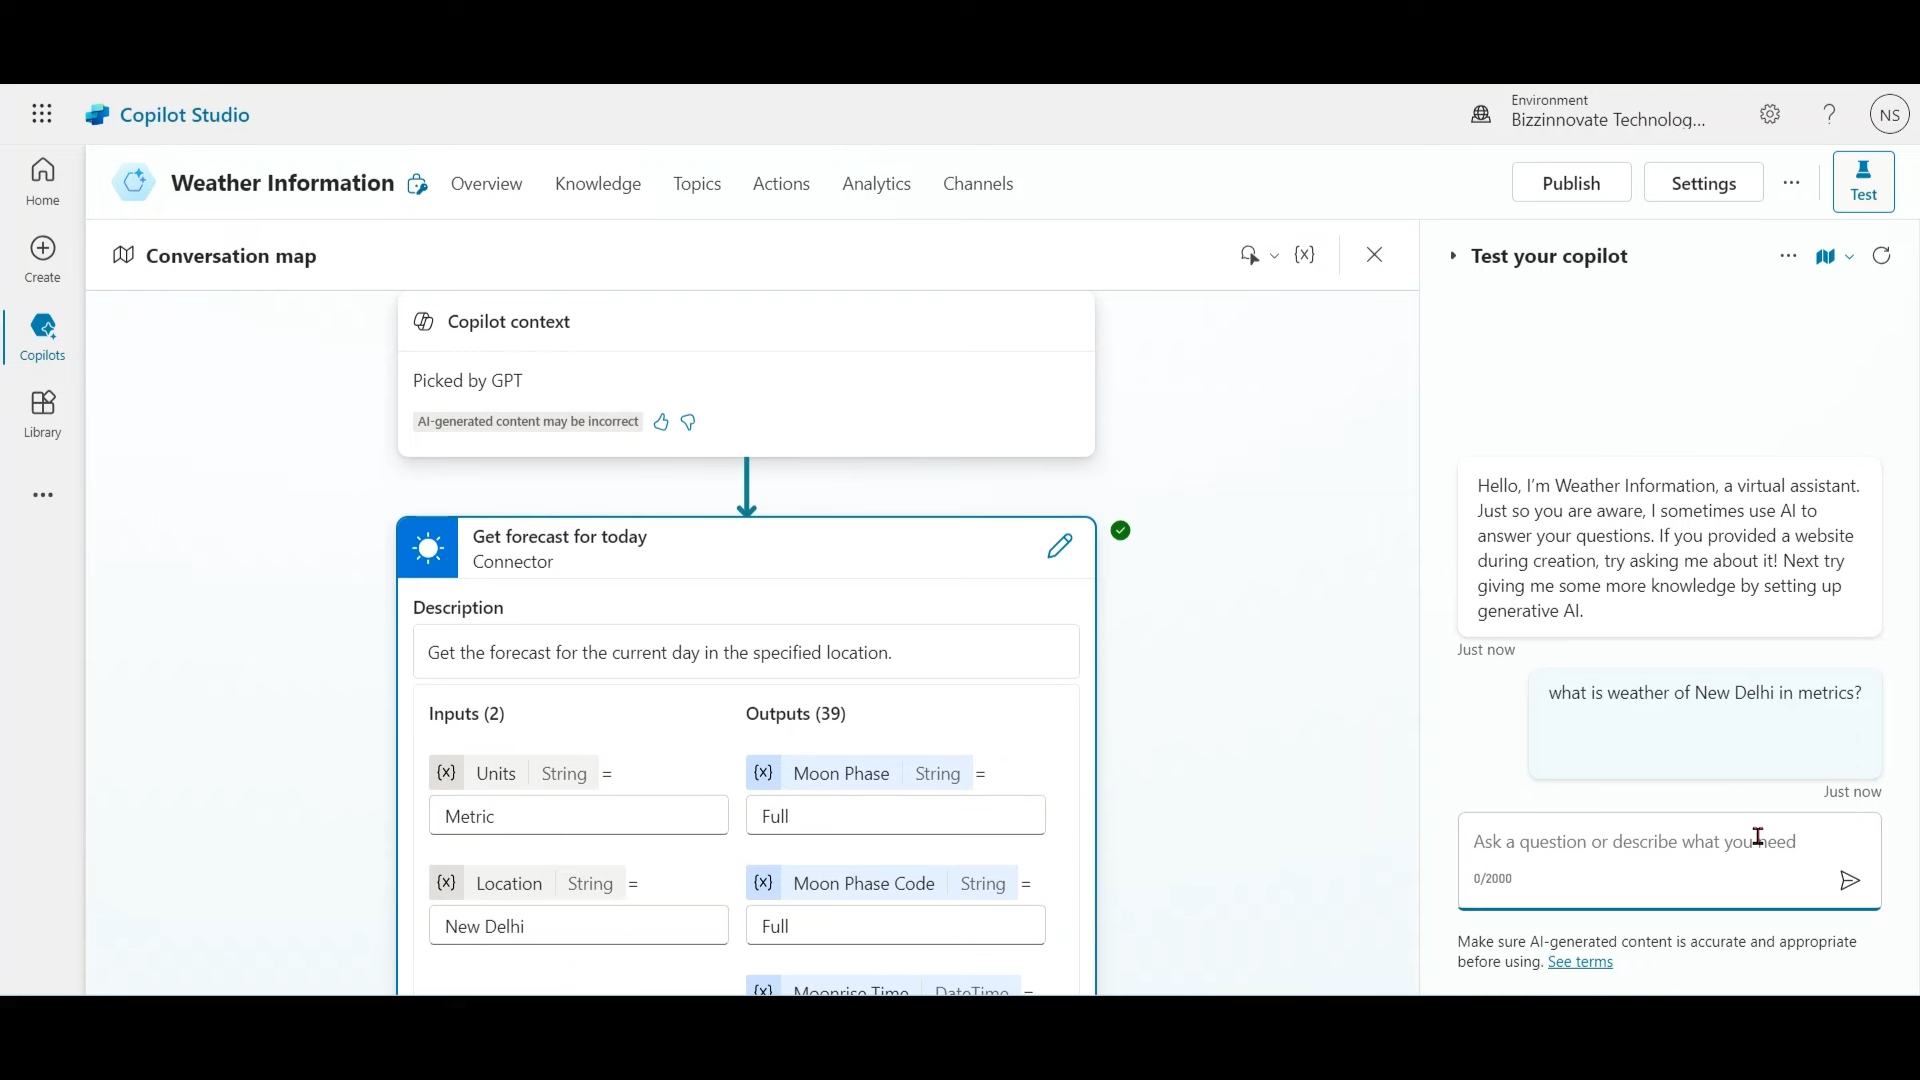 Copilot Studio
Environment
Bizzinnovate Technolog...
NS
Home
Create
Copilots
Library
Weather Information
Overview
Knowledge
Topics
Actions
Analytics
Channels
Publish
Settings
Test
Conversation map
{x}
Copilot context
Picked by GPT
AI-generated content may be incorrect
Get forecast for today
Connector
Description
Get the forecast for the current day in the specified location.
Inputs (2)
{x} Units String =
Metric
{x} Location String =
New Delhi
Outputs (39)
{x} Moon Phase String =
Full
{x} Moon Phase Code String =
Full
{x} Moonrise Time DateTime =
Test your copilot
Hello, I'm Weather Information, a virtual assistant.
Just so you are aware, I sometimes use AI to
answer your questions. If you provided a website
during creation, try asking me about it! Next try
giving me some more knowledge by setting up
generative AI.
Just now
what is weather of New Delhi in metrics?
Just now
Ask a question or describe what you need
0/2000
Make sure AI-generated content is accurate and appropriate
before using. See terms